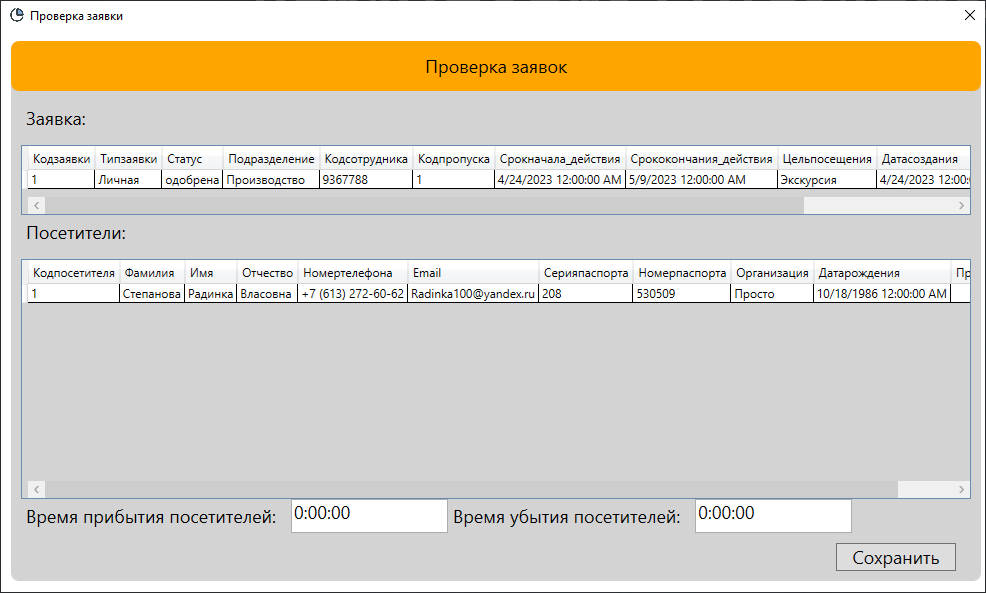 Проверка заявки
Проверка заявок
Заявка:
Кодзаявки Типзаявки Статус Подразделение Кодсотрудника Кодпропуска Срокначала_действия Срококончания_действия Цельпосещения Датасоздания
1 Личная одобрена Производство 9367788 1 4/24/2023 12:00:00 AM 5/9/2023 12:00:00 AM Экскурсия 4/24/2023 12:00:
Посетители:
Кодпосетителя Фамилия Имя Отчество Номертелефона Email Серияпаспорта Номерпаспорта Организация Датарождения Пр
1 Степанова Радинка Власовна +7 (613) 272-60-62 Radinka100@yandex.ru 208 530509 Просто 10/18/1986 12:00:00 AM
Время прибытия посетителей: 0:00:00 Время убытия посетителей: 0:00:00
Сохранить